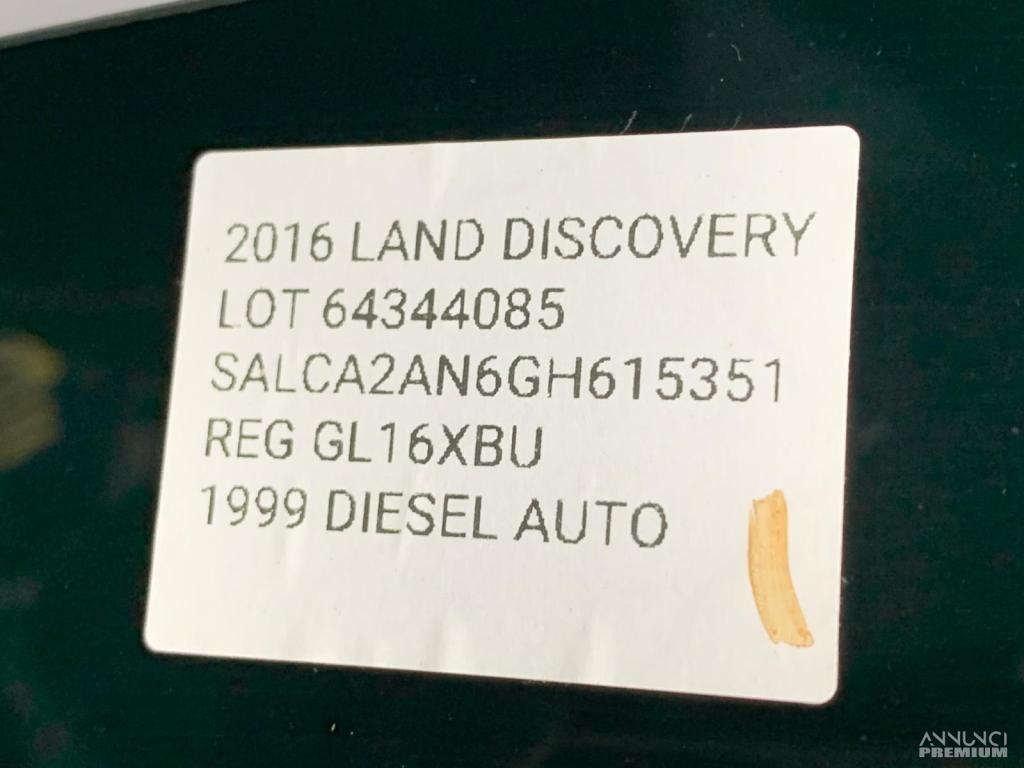 2016 LAND DISCOVERY
LOT 64344085
SALCA2AN6GH615351
REG GL16XBU
1999 DIESEL AUTO
ANNUNCI
PREMIUM